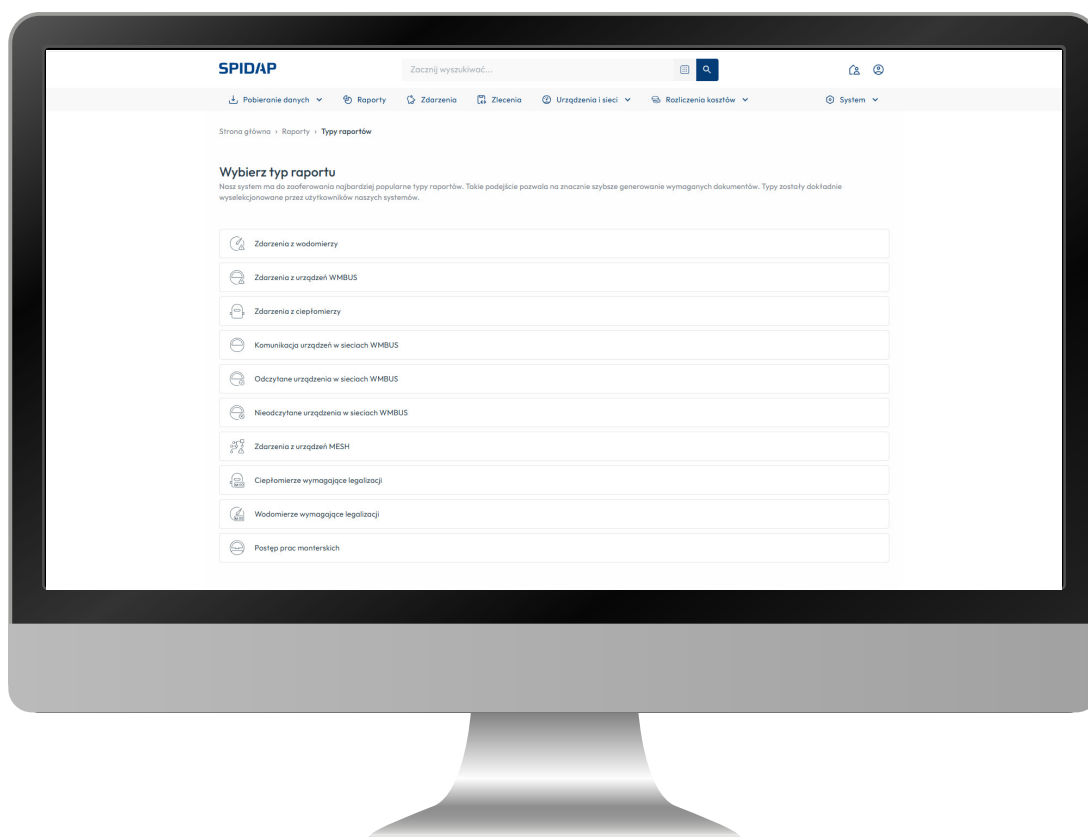 SPIDAP
Zacznij wyszukiwać...
Pobieranie danych
Raporty
Zdarzenia
Zlecenia
Urządzenia i sieci
Rozliczenia kosztów
System
Strona główna › Raporty › Typy raportów
Wybierz typ raportu
Nasz system ma do zaoferowania najbardziej popularne typy raportów. Takie podejście pozwala na znacznie szybsze generowanie wymaganych dokumentów. Typy zostały dokładnie
wyselekcjonowane przez użytkowników naszych systemów.
Zdarzenia z wodomierzy
Zdarzenia z urządzeń WMBUS
Zdarzenia z ciepłomierzy
Komunikacja urządzeń w sieciach WMBUS
Odczytane urządzenia w sieciach WMBUS
Nieodczytane urządzenia w sieciach WMBUS
Zdarzenia z urządzeń MESH
Ciepłomierze wymagające legalizacji
Wodomierze wymagające legalizacji
Postęp prac monterskich